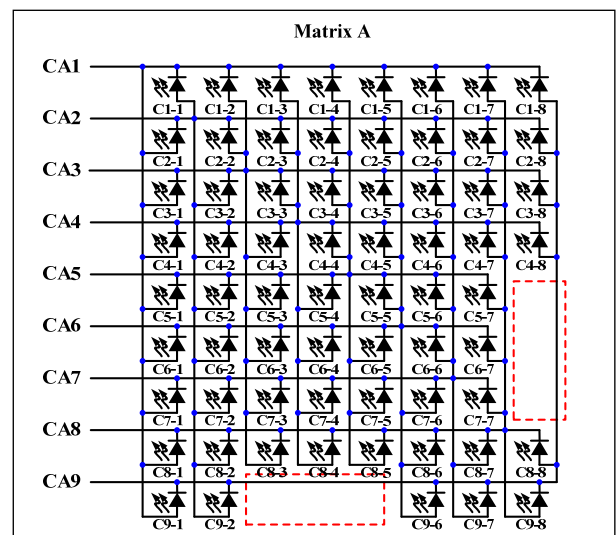 Matrix A
CA1
C1-1 C1-2 C1-3 C1-4 C1-5 C1-6 C1-7 C1-8
CA2
C2-1 C2-2 C2-3 C2-4 C2-5 C2-6 C2-7 C2-8
CA3
C3-1 C3-2 C3-3 C3-4 C3-5 C3-6 C3-7 C3-8
CA4
C4-1 C4-2 C4-3 C4-4 C4-5 C4-6 C4-7 C4-8
CA5
C5-1 C5-2 C5-3 C5-4 C5-5 C5-6 C5-7
CA6
C6-1 C6-2 C6-3 C6-4 C6-5 C6-6 C6-7
CA7
C7-1 C7-2 C7-3 C7-4 C7-5 C7-6 C7-7
CA8
C8-1 C8-2 C8-3 C8-4 C8-5 C8-6 C8-7 C8-8
CA9
C9-1 C9-2 C9-6 C9-7 C9-8